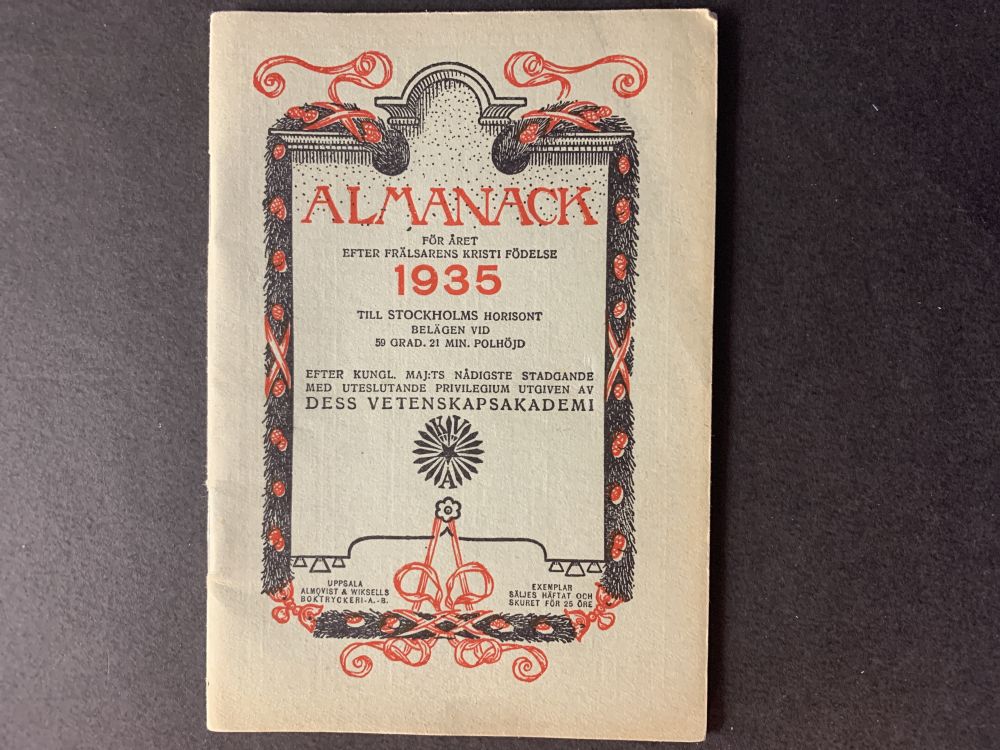 ALMANACK
FÖR ÅRET
EFTER FRÄLSARENS KRISTI FÖDELSE
1935
TILL STOCKHOLMS HORISONT
BELÄGEN VID
59 GRAD. 21 MIN. POLHÖJD
EFTER KUNGL. MAJ:TS NÅDIGSTE STADGANDE
MED UTESLUTANDE PRIVILEGIUM UTGIVEN AV
DESS VETENSKAPSAKADEMI
K V
A
UPPSALA
ALMQVIST & WIKSELLS
BOKTRYCKERI-A.-B.
EXEMPLAR
SÄLJES HÄFTAT OCH
SKURET FÖR 25 ÖRE